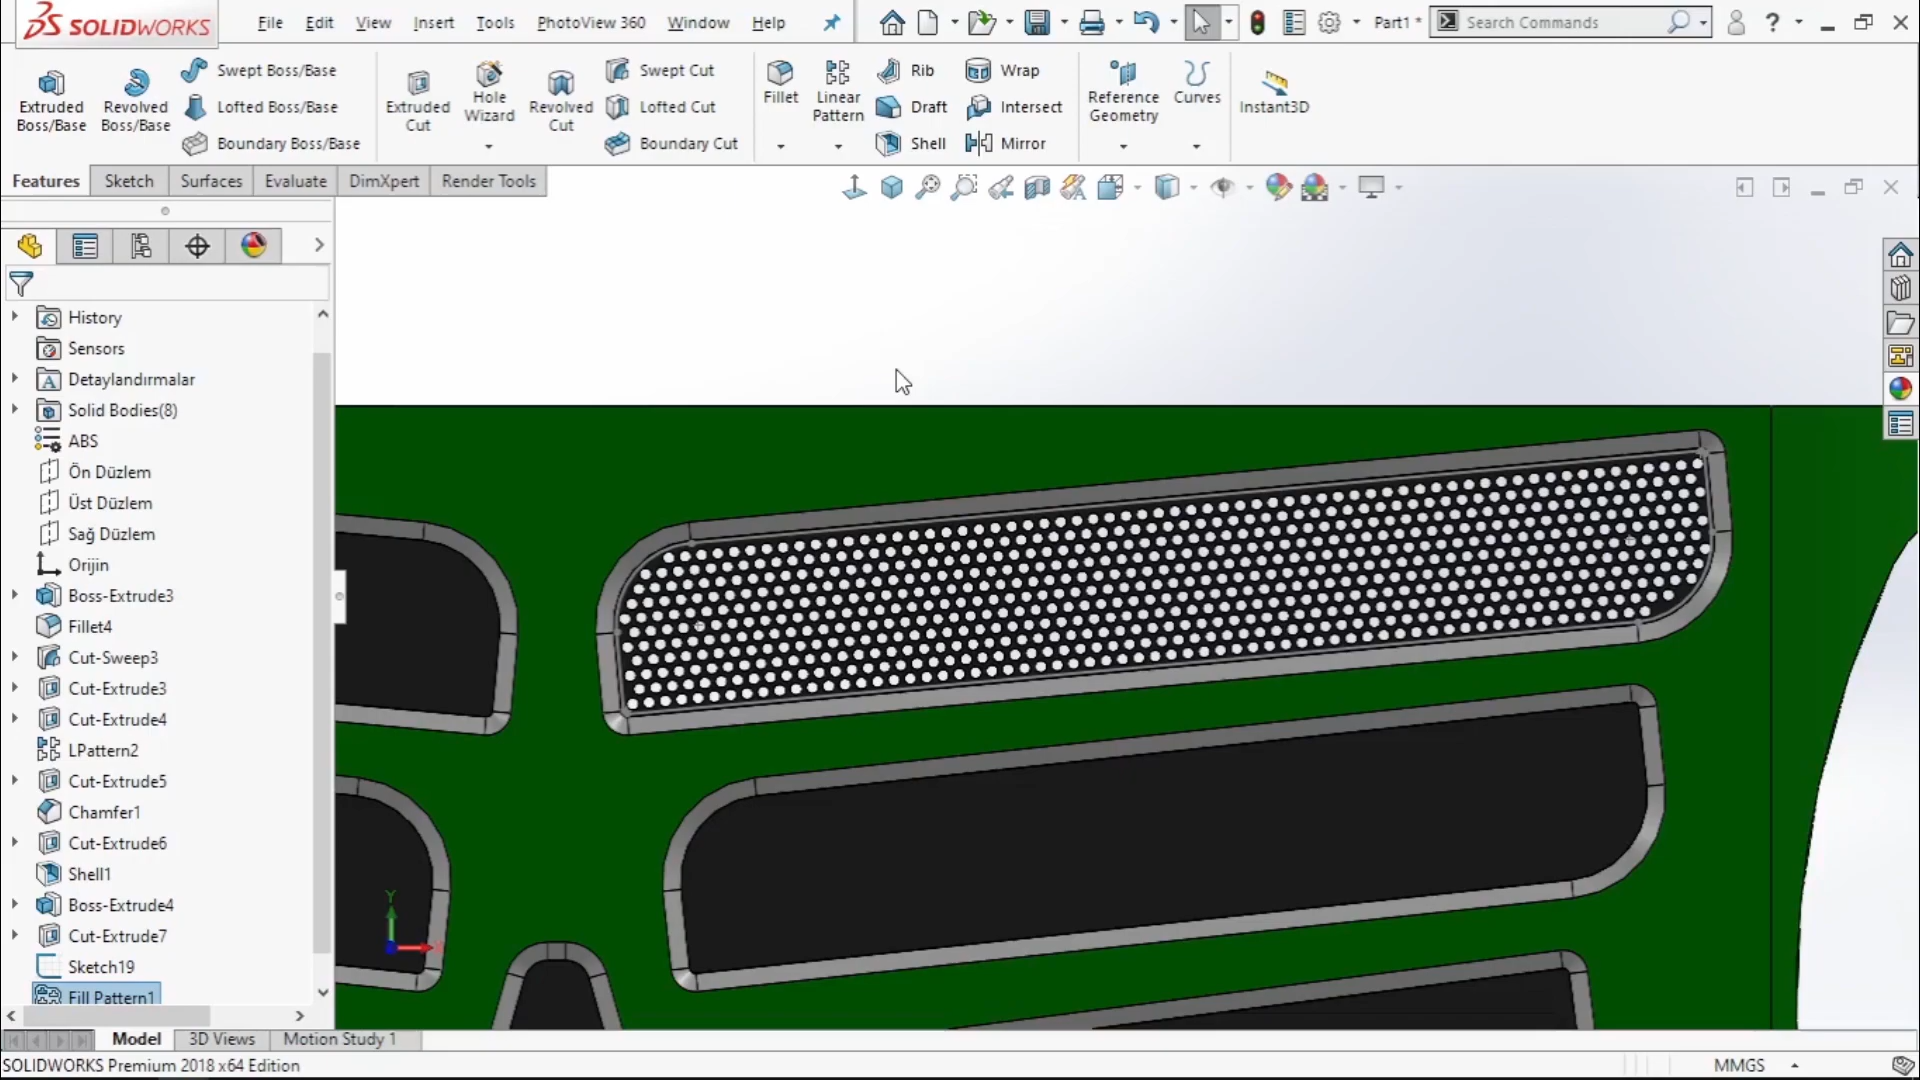 SOLIDWORKS File Edit View Insert Tools PhotoView 360 Window Help Part1 * Search Commands ?
Extruded Boss/Base
Revolved Boss/Base
Swept Boss/Base
Lofted Boss/Base
Boundary Boss/Base
Extruded Cut
Hole Wizard
Revolved Cut
Swept Cut
Lofted Cut
Boundary Cut
Fillet
Linear Pattern
Rib
Draft
Shell
Wrap
Intersect
Mirror
Reference Geometry
Curves
Instant3D
Features Sketch Surfaces Evaluate DimXpert Render Tools
History
Sensors
Detaylandırmalar
Solid Bodies(8)
ABS
Ön Düzlem
Üst Düzlem
Sağ Düzlem
Orijin
Boss-Extrude3
Fillet4
Cut-Sweep3
Cut-Extrude3
Cut-Extrude4
LPattern2
Cut-Extrude5
Chamfer1
Cut-Extrude6
Shell1
Boss-Extrude4
Cut-Extrude7
Sketch19
Fill Pattern1
Y
X
Model 3D Views Motion Study 1
SOLIDWORKS Premium 2018 x64 Edition MMGS